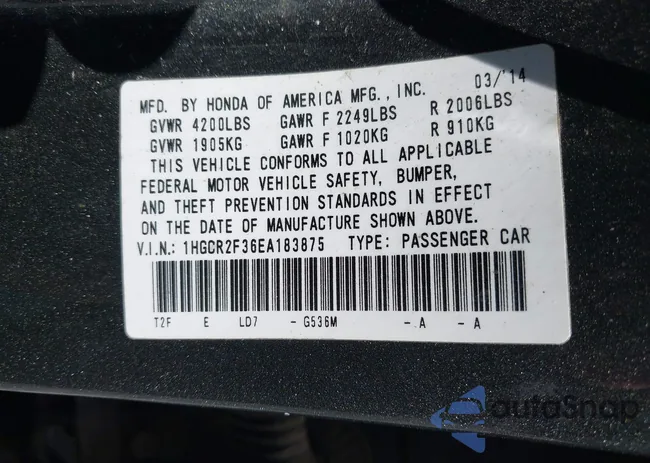 MFD. BY HONDA OF AMERICA MFG., INC. 03/'14
GVWR 4200LBS GAWR F 2249LBS R 2006LBS
GVWR 1905KG GAWR F 1020KG R 910KG
THIS VEHICLE CONFORMS TO ALL APPLICABLE
FEDERAL MOTOR VEHICLE SAFETY, BUMPER,
AND THEFT PREVENTION STANDARDS IN EFFECT
ON THE DATE OF MANUFACTURE SHOWN ABOVE.
V.I.N.: 1HGCR2F36EA183875 TYPE: PASSENGER CAR
T2F E LD7 - G536M - A - A
autoSnap